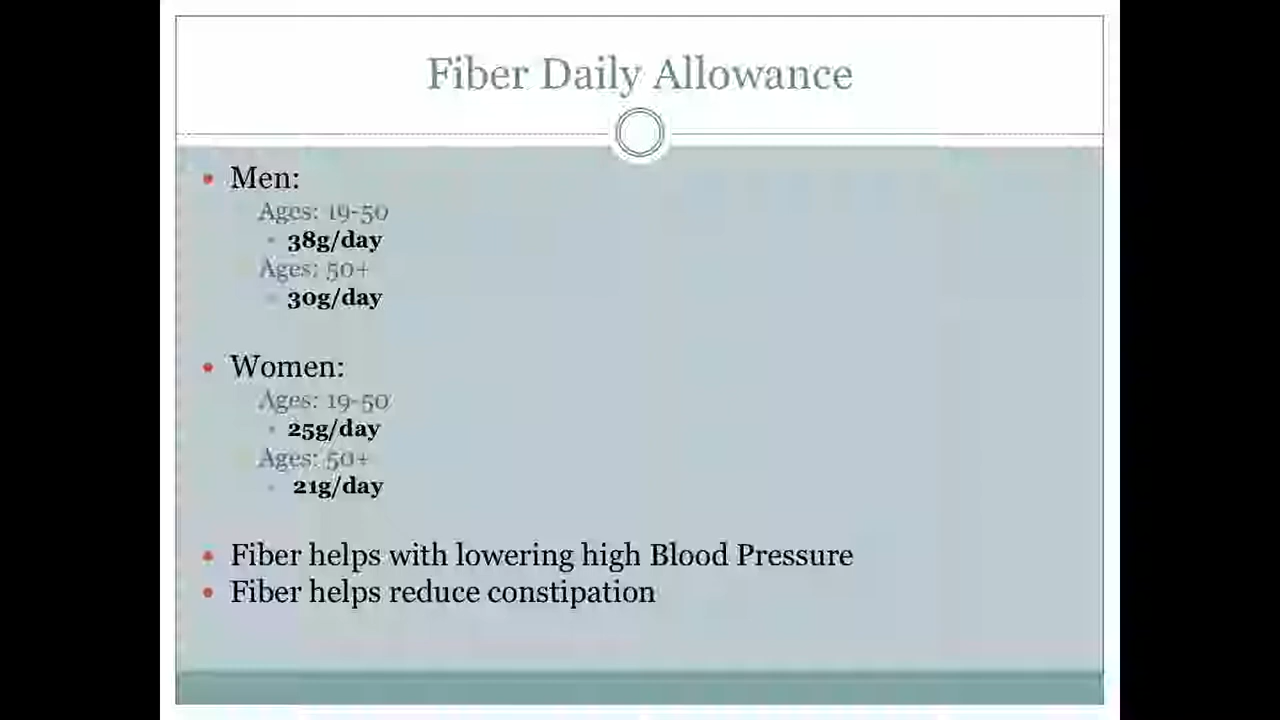 Fiber Daily Allowance
Men:
Ages: 19-50
38g/day
Ages: 50+
30g/day
Women:
Ages: 19-50
25g/day
Ages: 50+
21g/day
Fiber helps with lowering high Blood Pressure
Fiber helps reduce constipation